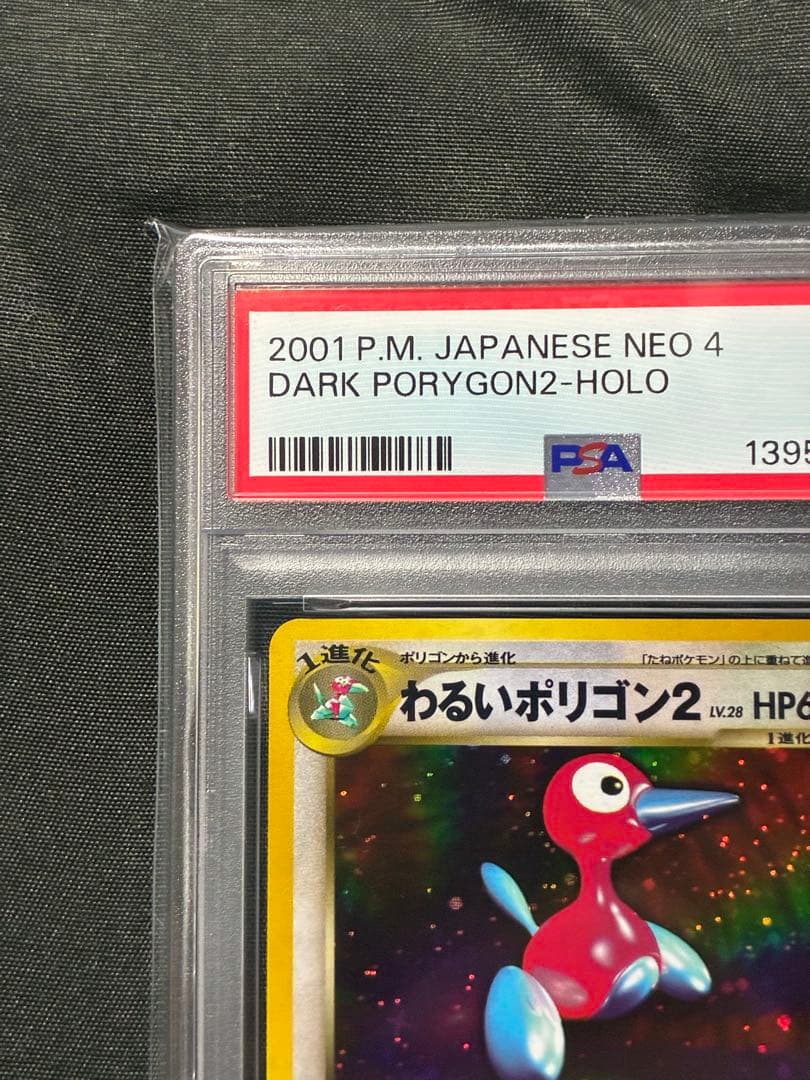 2001 P.M. JAPANESE NEO 4
DARK PORYGON2-HOLO
PSA
1395
1進化
ポリゴンから進化
「たねポケモン」の上に重ねて進
わるいポリゴン2 LV.28 HP6
1進化